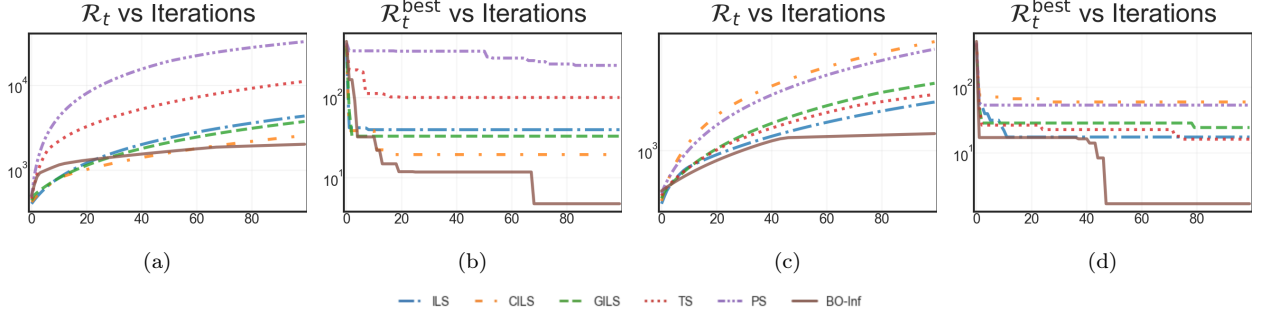 R_t vs Iterations
R_t^best vs Iterations
R_t vs Iterations
R_t^best vs Iterations
10^4
10^3
0 20 40 60 80
10^2
10^1
0 20 40 60 80
10^3
0 20 40 60 80
10^2
10^1
0 20 40 60 80
(a)
(b)
(c)
(d)
ILS CILS GILS TS PS BO-Inf